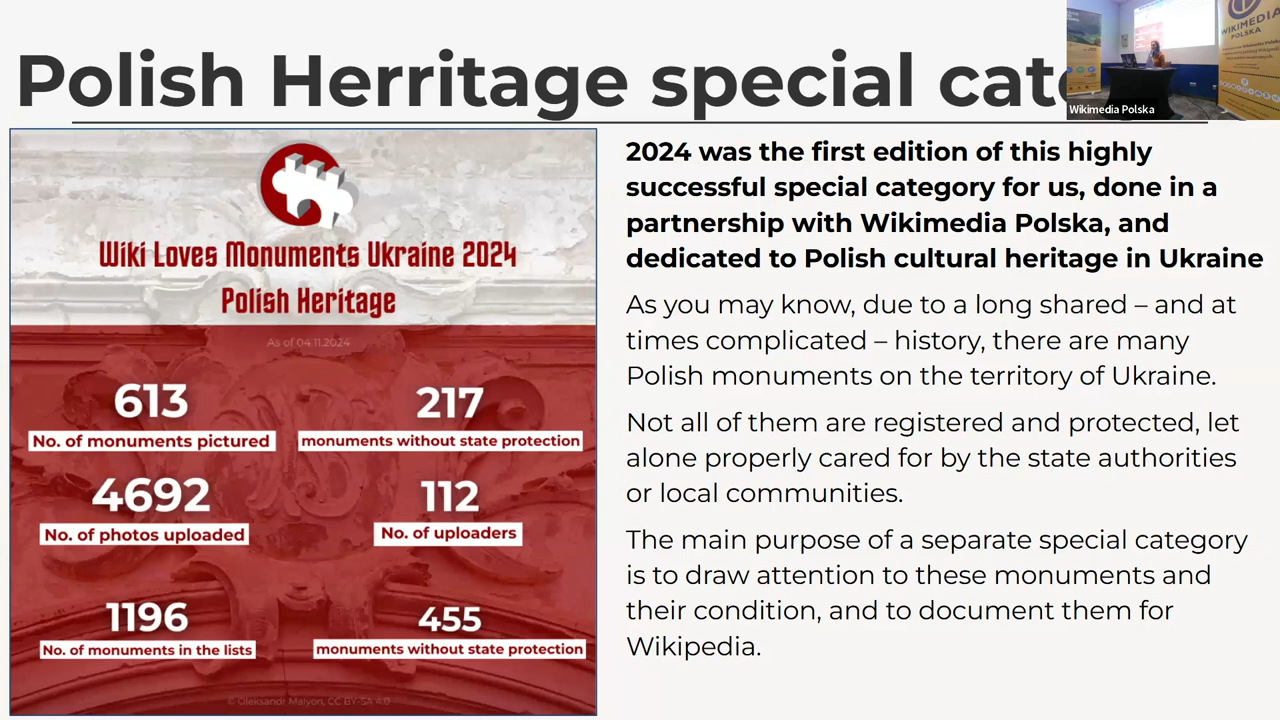 Polish Herritage special cat
WIKIMEDIA
POLSKA
Wikimedia Polska
Wiki Loves Monuments Ukraine 2024
Polish Heritage
As of 04.11.2024
613
No. of monuments pictured
217
monuments without state protection
4692
No. of photos uploaded
112
No. of uploaders
1196
No. of monuments in the lists
455
monuments without state protection
© Oleksandr Malyon, CC BY-SA 4.0
2024 was the first edition of this highly
successful special category for us, done in a
partnership with Wikimedia Polska, and
dedicated to Polish cultural heritage in Ukraine
As you may know, due to a long shared – and at
times complicated – history, there are many
Polish monuments on the territory of Ukraine.
Not all of them are registered and protected, let
alone properly cared for by the state authorities
or local communities.
The main purpose of a separate special category
is to draw attention to these monuments and
their condition, and to document them for
Wikipedia.